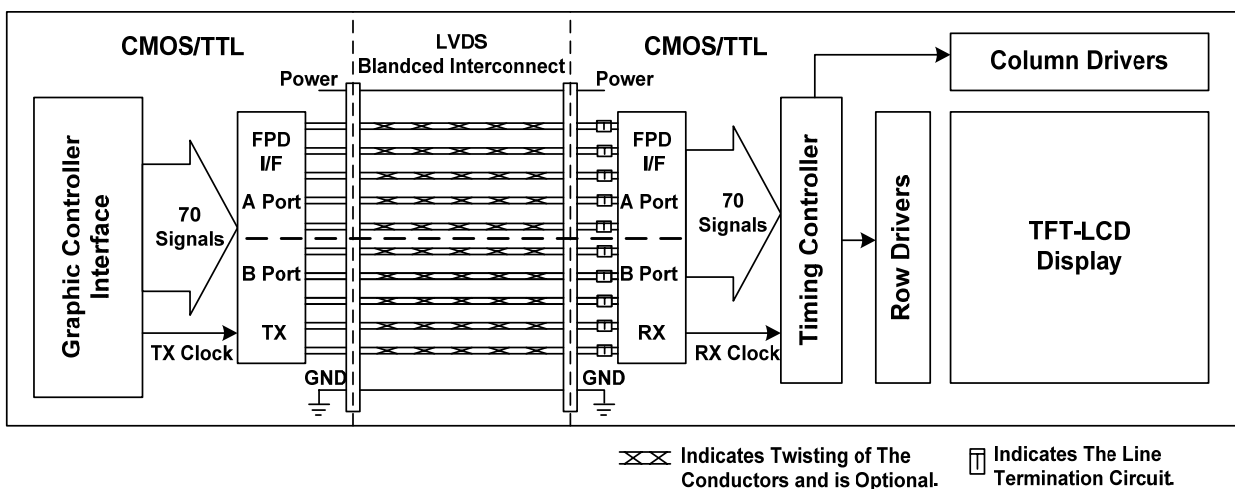 CMOS/TTL
LVDS
Blandced Interconnect
CMOS/TTL
Power
Power
Column Drivers
Graphic Controller
Interface
70
Signals
TX Clock
FPD
I/F
A Port
B Port
TX
GND
FPD
I/F
A Port
B Port
RX
GND
70
Signals
RX Clock
Timing Controller
Row Drivers
TFT-LCD
Display
Indicates Twisting of The
Conductors and is Optional.
T
Indicates The Line
Termination Circuit.